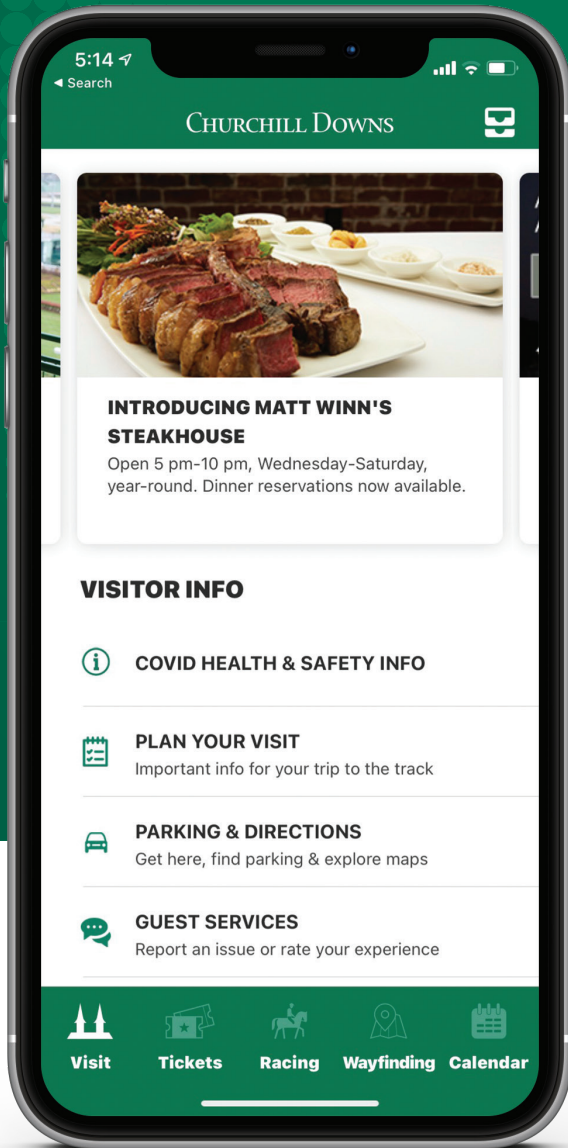 5:14
◀ Search
CHURCHILL DOWNS
INTRODUCING MATT WINN'S
STEAKHOUSE
Open 5 pm-10 pm, Wednesday-Saturday,
year-round. Dinner reservations now available.
VISITOR INFO
COVID HEALTH & SAFETY INFO
PLAN YOUR VISIT
Important info for your trip to the track
PARKING & DIRECTIONS
Get here, find parking & explore maps
GUEST SERVICES
Report an issue or rate your experience
Visit Tickets Racing Wayfinding Calendar